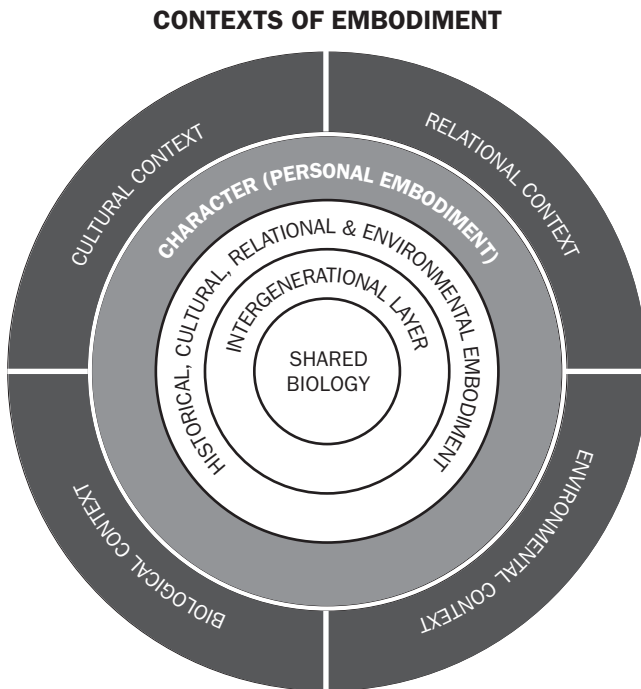 CONTEXTS OF EMBODIMENT
CULTURAL CONTEXT
RELATIONAL CONTEXT
CHARACTER (PERSONAL EMBODIMENT)
HISTORICAL, CULTURAL, RELATIONAL & ENVIRONMENTAL EMBODIMENT
INTERGENERATIONAL LAYER
SHARED
BIOLOGY
BIOLOGICAL CONTEXT
ENVIRONMENTAL CONTEXT